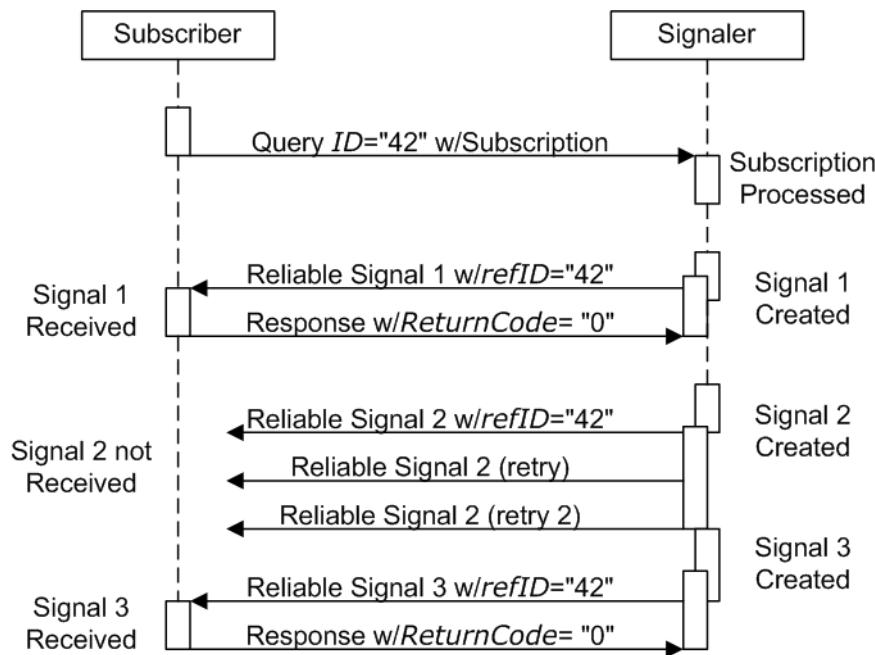 Subscriber
Signaler
Query ID="42" w/Subscription
Subscription
Processed
Reliable Signal 1 w/refID="42"
Signal 1
Received
Signal 1
Created
Response w/ReturnCode= "0"
Reliable Signal 2 w/refID="42"
Signal 2
Created
Signal 2 not
Received
Reliable Signal 2 (retry)
Reliable Signal 2 (retry 2)
Signal 3
Created
Reliable Signal 3 w/refID="42"
Signal 3
Received
Response w/ReturnCode= "0"